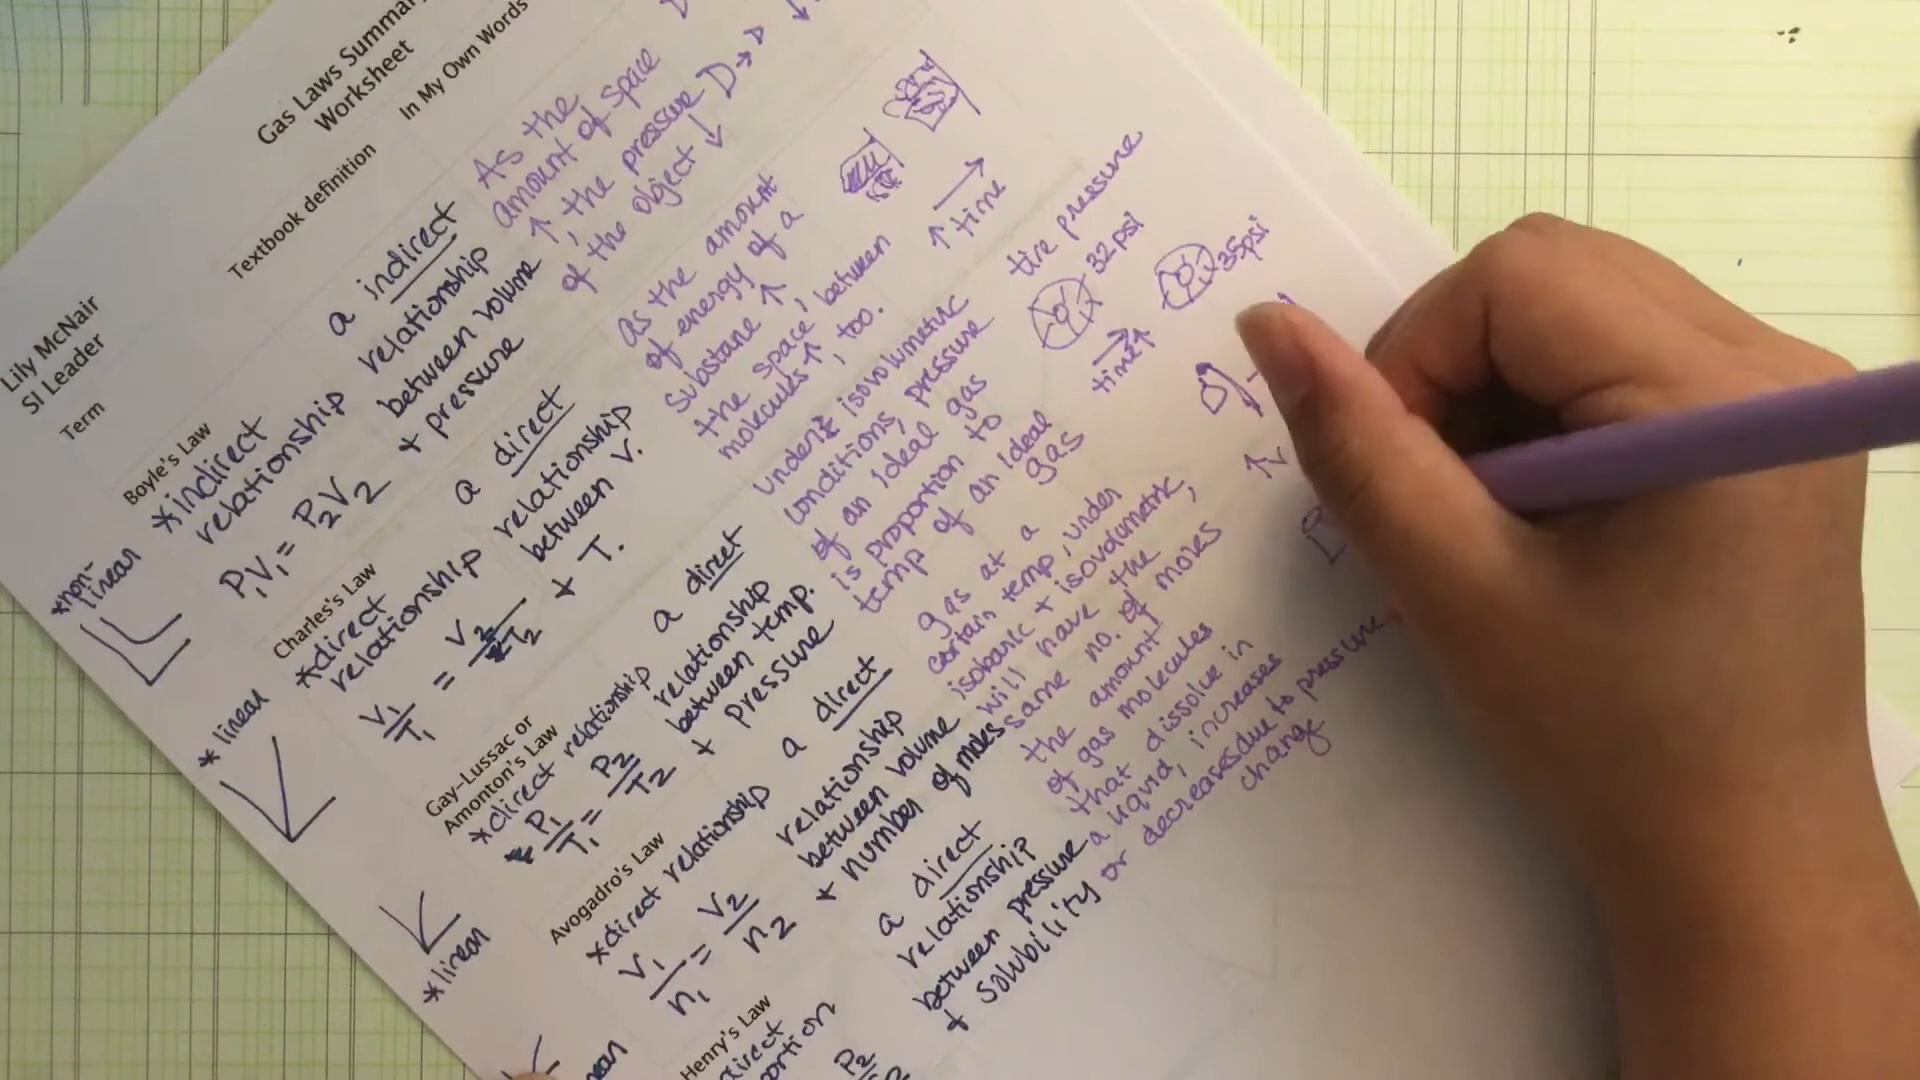 Lily McNair
SI Leader
Gas Laws Summary
Worksheet
Term
Textbook definition
In My Own Words
Boyle's Law
*indirect
relationship
P₁V₁ = P₂V₂
*non-
linear
a indirect
relationship
between volume
+ pressure
As the
amount of space
↑, the pressure
of the object ↓
D → D
Charles's Law
*direct
relationship
V₁/T₁ = V₂/T₂
* linear
a direct
relationship
between V.
+ T.
as the amount
of energy of a
substane ↑
the space, between
molecules ↑, too.
→
↑ time
Gay-Lussac or
Amonton's Law
*direct relationship
P₁/T₁ = P₂/T₂
*linear
a direct
relationship
between temp.
+ pressure
under isovolumetric
conditions, pressure
of an ideal gas
is proportion to
temp of an ideal
gas
tire pressure
32 psi
35psi
→
time↑
Avogadro's Law
*direct relationship
V₁/n₁ = V₂/n₂
a direct
relationship
between volume
+ number of moles
gas at a
certain temp, under
isobaric + isovolumetric,
will have the
same no. of moles
↑V
Henry's Law
P₂
a direct
relationship
between pressure
+ solubility
the amount
of gas molecules
that dissolve in
a liquid, increases
or decreases due to pressure
change